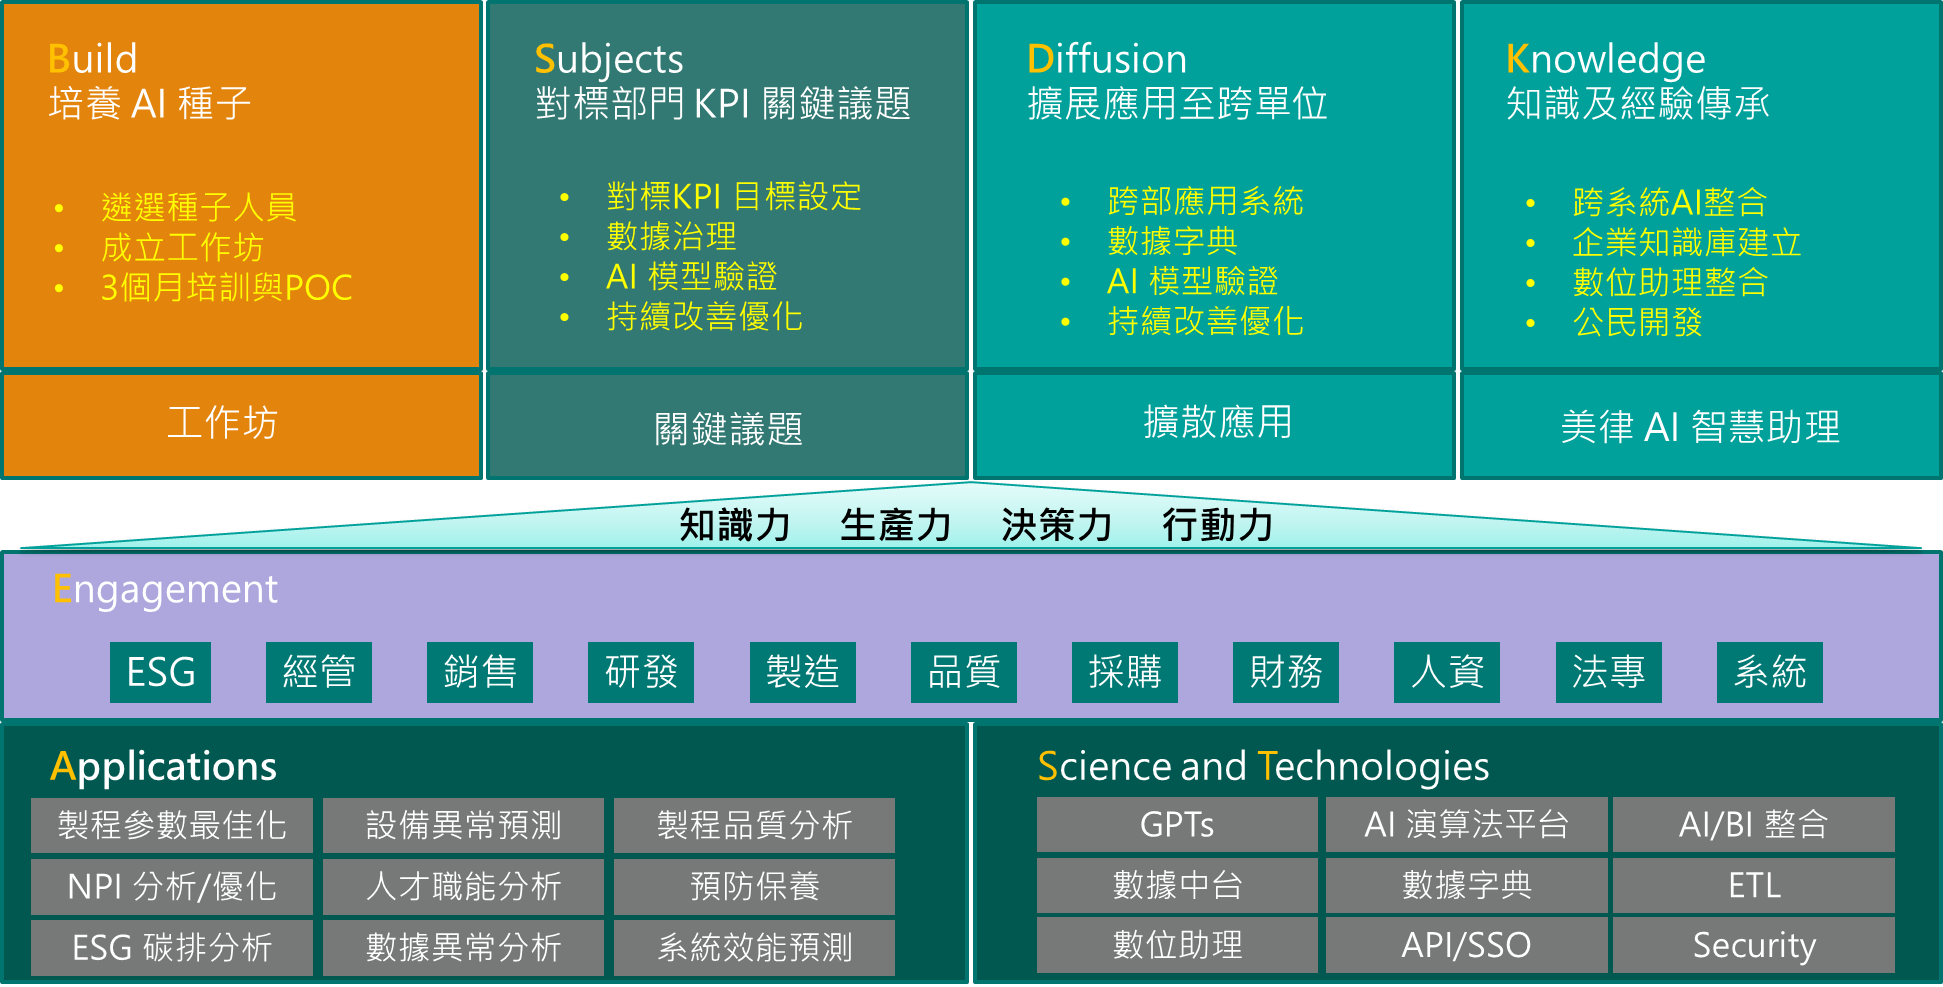 Build
培養 AI 種子
• 遴選種子人員
• 成立工作坊
• 3個月培訓與POC
工作坊
Subjects
對標部門 KPI 關鍵議題
• 對標KPI 目標設定
• 數據治理
• AI 模型驗證
• 持續改善優化
關鍵議題
Diffusion
擴展應用至跨單位
• 跨部應用系統
• 數據字典
• AI 模型驗證
• 持續改善優化
擴散應用
Knowledge
知識及經驗傳承
• 跨系統AI整合
• 企業知識庫建立
• 數位助理整合
• 公民開發
美律 AI 智慧助理
知識力 生產力 決策力 行動力
Engagement
ESG 經管 銷售 研發 製造 品質 採購 財務 人資 法專 系統
Applications
製程參數最佳化 設備異常預測 製程品質分析
NPI 分析/優化 人才職能分析 預防保養
ESG 碳排分析 數據異常分析 系統效能預測
Science and Technologies
GPTs AI 演算法平台 AI/BI 整合
數據中台 數據字典 ETL
數位助理 API/SSO Security